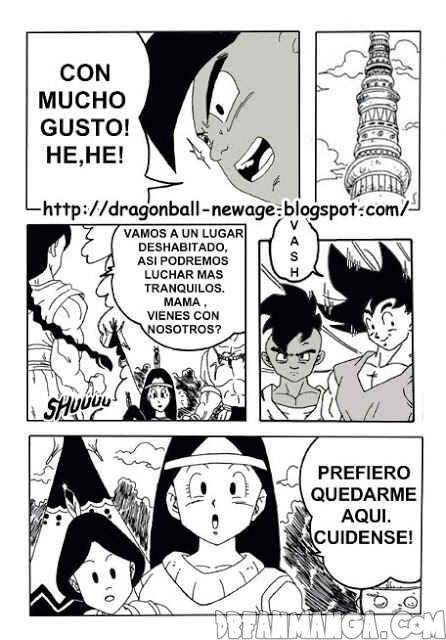 CON
MUCHO
GUSTO!
HE,HE!
http://dragonball-newage.blogspot.com/
VAMOS A UN LUGAR
DESHABITADO,
ASI PODREMOS
LUCHAR MAS
TRANQUILOS.
MAMA ,
VIENES CON
NOSOTROS?
SHUUUU
VASH
PREFIERO
QUEDARME
AQUI.
CUIDENSE!
DBFANMANGA.COM